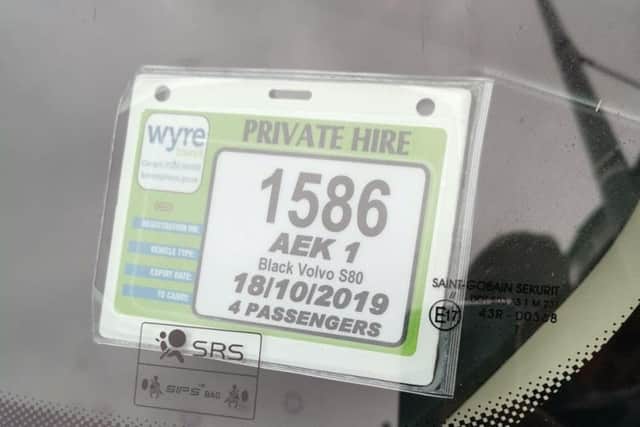 wyre
council
PRIVATE HIRE
1586
AEK 1
Black Volvo S80
18/10/2019
4 PASSENGERS
REGISTRATION NO.
VEHICLE TYPE:
EXPIRY DATE:
TO CARRY:
SRS
SIPS BAG
SAINT-GOBAIN SEKURIT
E17
43R -